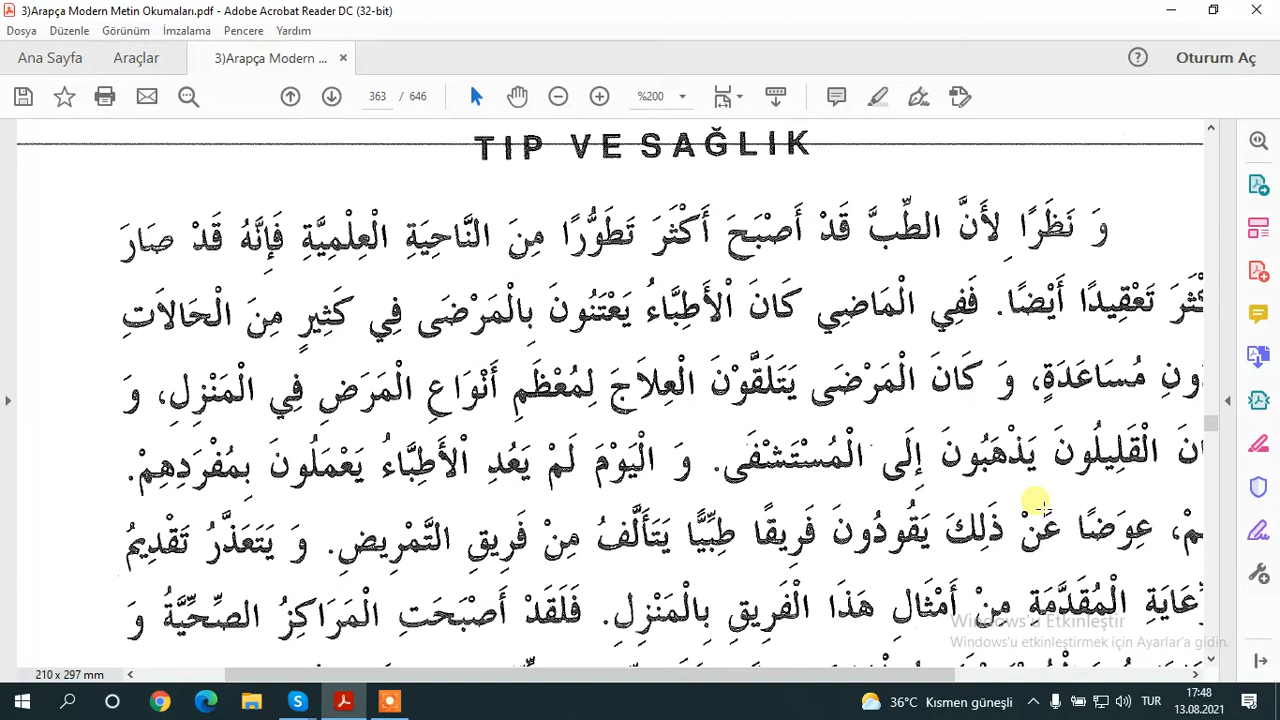 3)Arapça Modern Metin Okumaları.pdf - Adobe Acrobat Reader DC (32-bit)
Dosya Düzenle Görünüm İmzalama Pencere Yardım
Ana Sayfa Araçlar 3)Arapça Modern ... Oturum Aç
363 / 646 %200
TIP VE SAĞLIK
وَ نَظَرًا لِأَنَّ الطِّبَّ قَدْ أَصْبَحَ أَكْثَرَ تَطَوُّرًا مِنَ النَّاحِيَةِ الْعِلْمِيَّةِ فَإِنَّهُ قَدْ صَارَ
كْثَرَ تَعْقِيدًا أَيْضًا. فَفِي الْمَاضِي كَانَ الْأَطِبَّاءُ يَعْتَنُونَ بِالْمَرْضَى فِي كَثِيرٍ مِنَ الْحَالَاتِ
ونِ مُسَاعَدَةٍ، وَ كَانَ الْمَرْضَى يَتَلَقَّوْنَ الْعِلَاجَ لِمُعْظَمِ أَنْوَاعِ الْمَرَضِ فِي الْمَنْزِلِ، وَ
انَ الْقَلِيلُونَ يَذْهَبُونَ إِلَى الْمُسْتَشْفَى. وَ الْيَوْمَ لَمْ يَعُدِ الْأَطِبَّاءُ يَعْمَلُونَ بِمُفْرَدِهِمْ.
مْ، عِوَضًا عَنْ ذَلِكَ يَقُودُونَ فَرِيقًا طِبِّيًّا يَتَأَلَّفُ مِنْ فَرِيقِ التَّمْرِيضِ. وَ يَتَعَذَّرُ تَقْدِيمُ
رِّعَايَةِ الْمُقَدَّمَةِ مِنْ أَمْثَالِ هَذَا الْفَرِيقِ بِالْمَنْزِلِ. فَلَقَدْ أَصْبَحَتِ الْمَرَاكِزُ الصِّحِّيَّةُ وَ
Windows'u Etkinleştir
Windows'u etkinleştirmek için Ayarlar'a gidin.
210 x 297 mm
36°C Kısmen güneşli TUR 17:48
13.08.2021